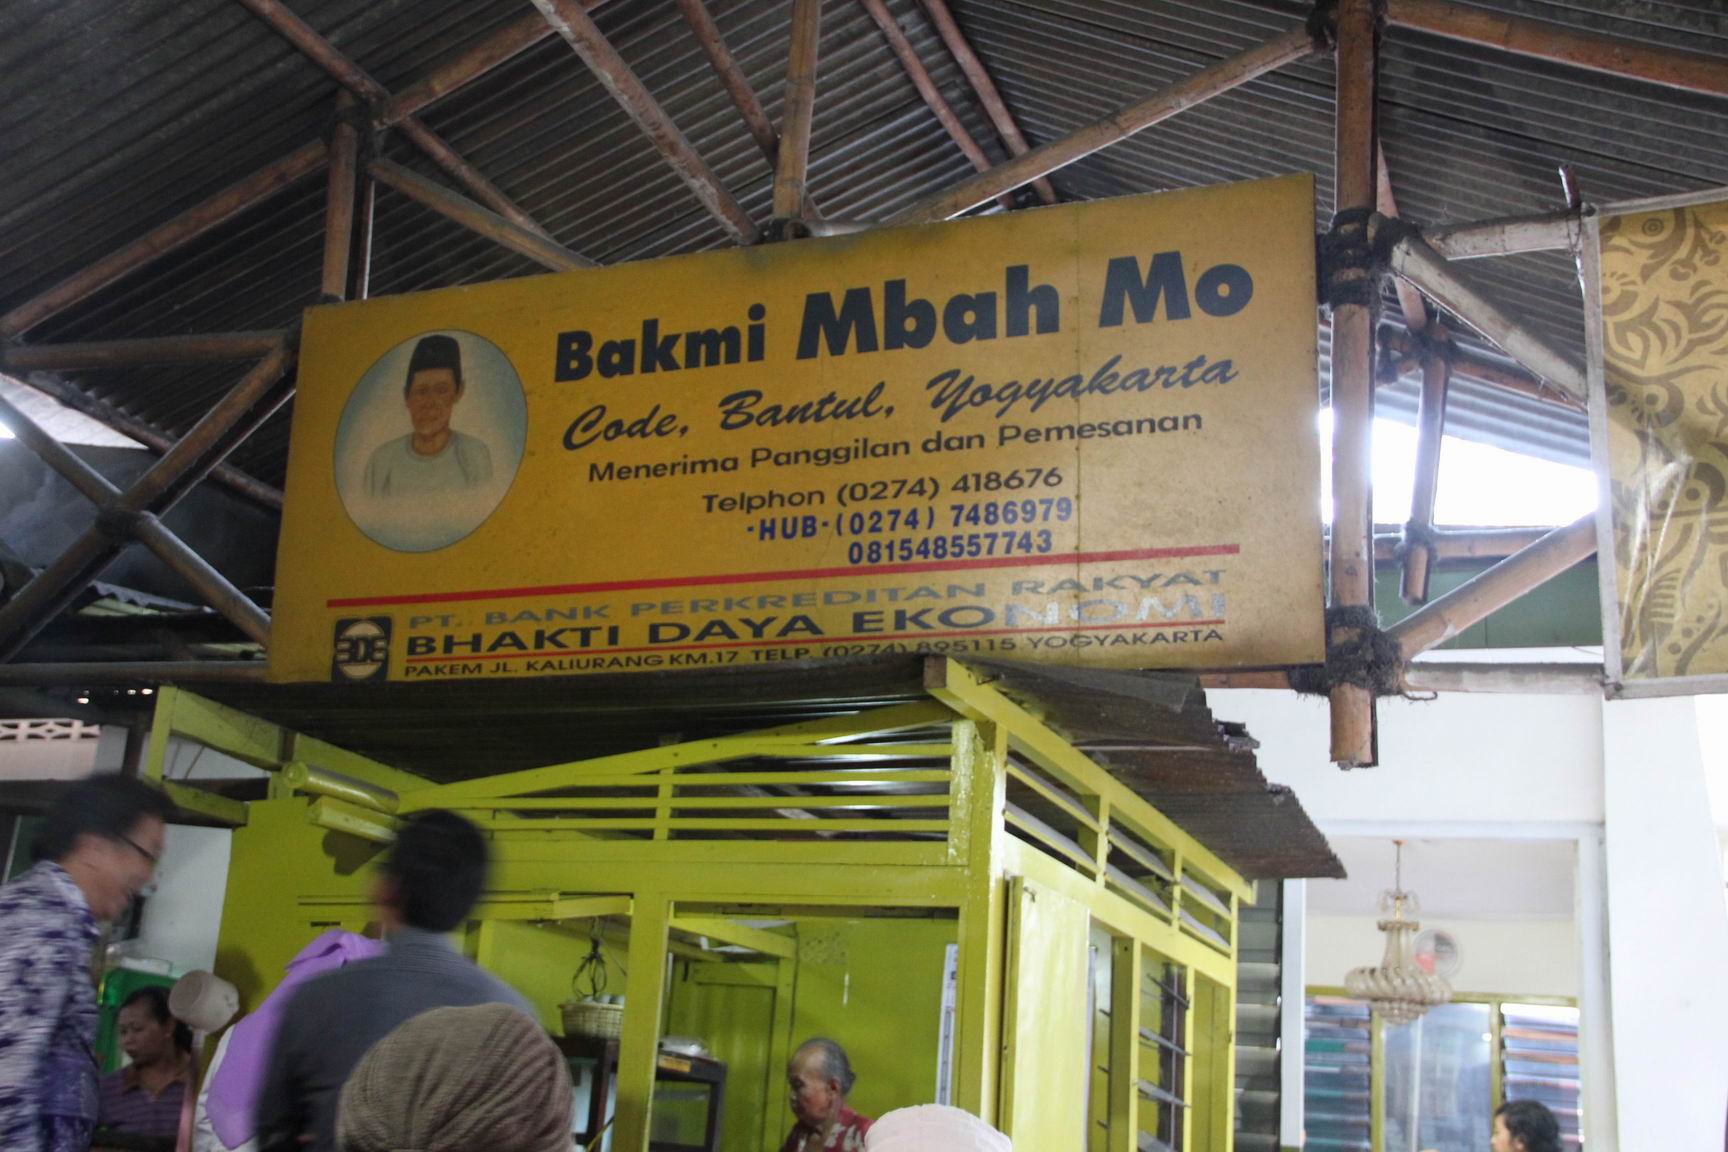 Bakmi Mbah Mo
Code, Bantul, Yogyakarta
Menerima Panggilan dan Pemesanan
Telphon (0274) 418676
-HUB-(0274) 7486979
081548557743
PT. BANK PERKREDITAN RAKYAT
BHAKTI DAYA EKONOMI
PAKEM JL. KALIURANG KM.17 TELP. (0274) 895115 YOGYAKARTA
BDE